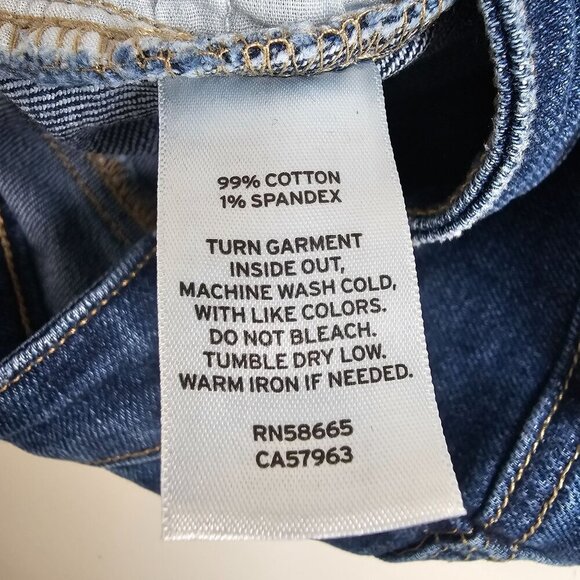 99% COTTON
1% SPANDEX
TURN GARMENT
INSIDE OUT,
MACHINE WASH COLD,
WITH LIKE COLORS.
DO NOT BLEACH.
TUMBLE DRY LOW.
WARM IRON IF NEEDED.
RN58665
CA57963